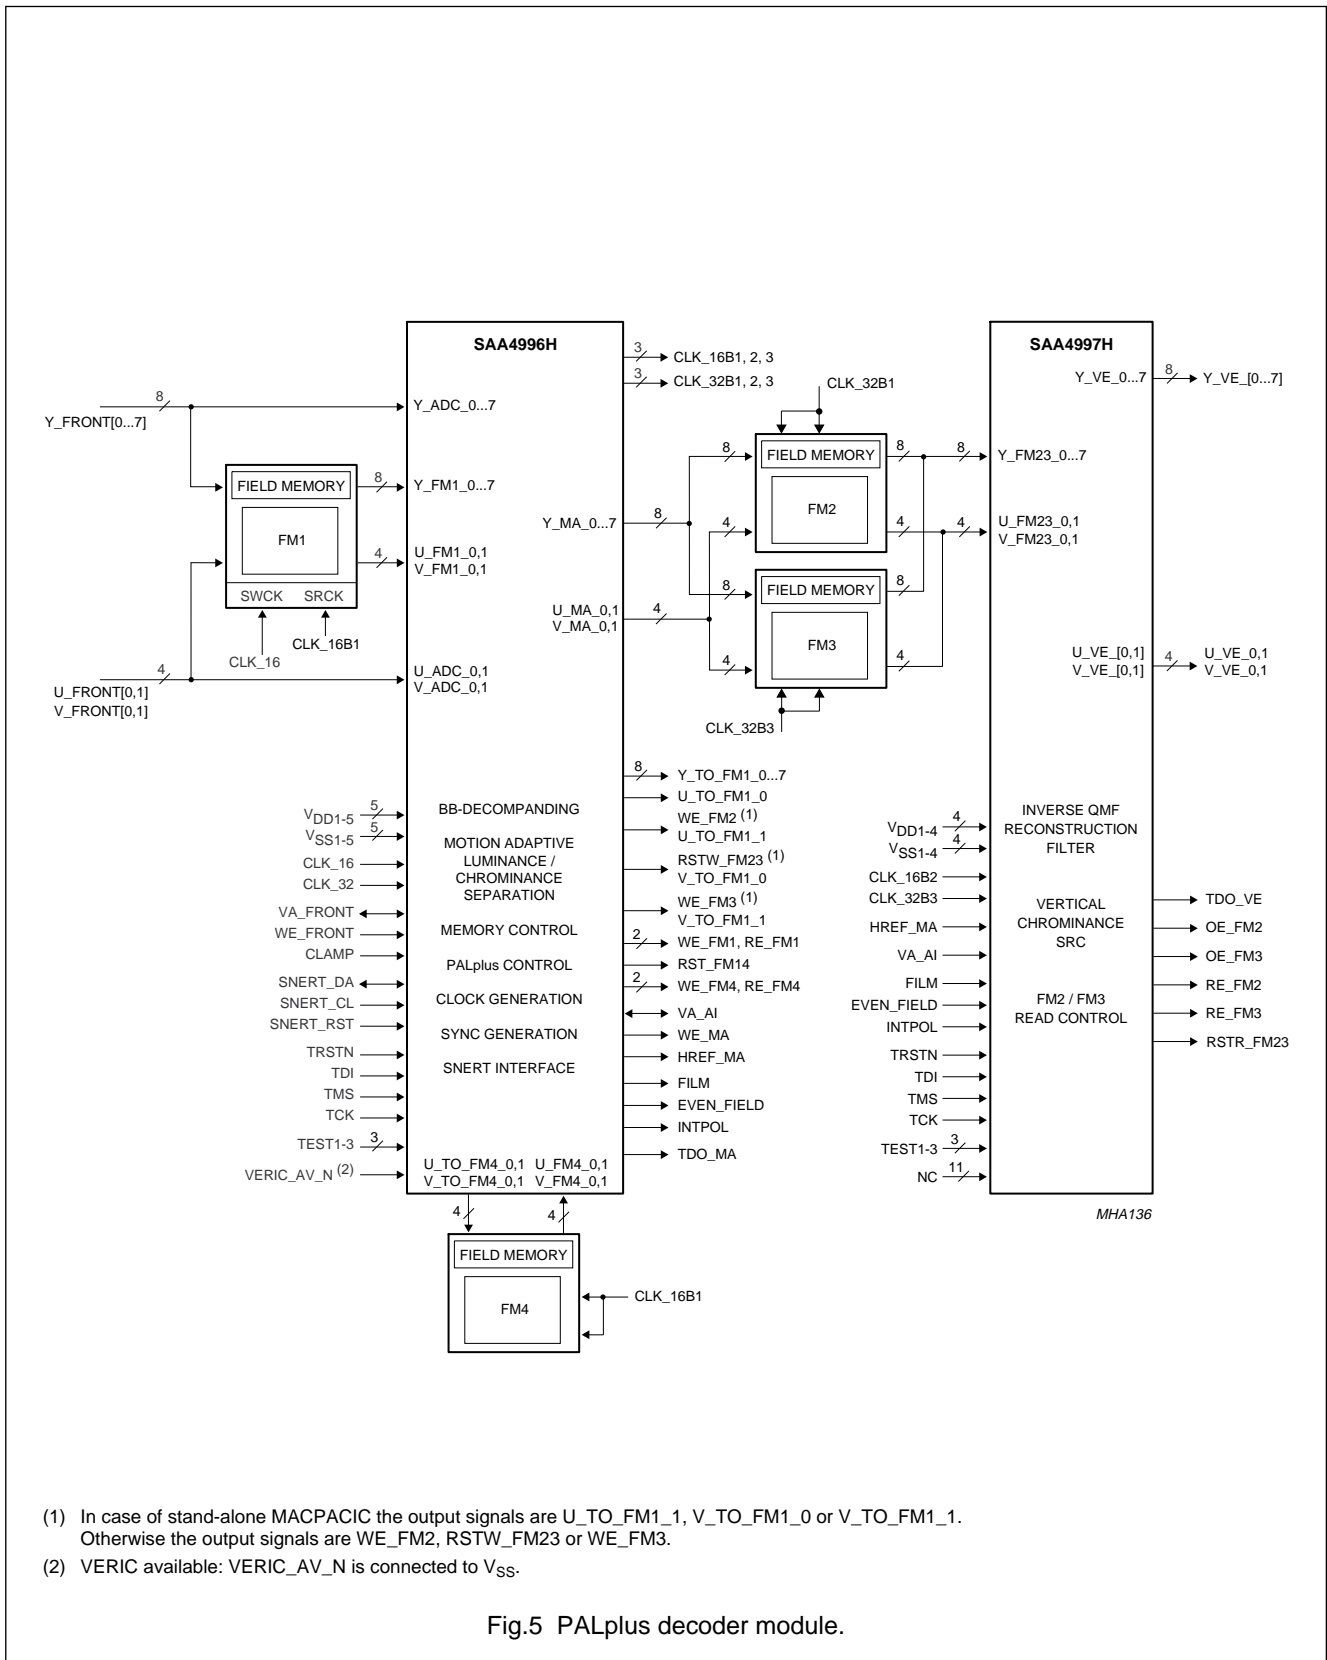 SAA4996H
SAA4997H
3
CLK_16B1, 2, 3
3
CLK_32B1, 2, 3
CLK_32B1
Y_VE_0...7
8
Y_VE_[0...7]
8
Y_FRONT[0...7]
Y_ADC_0...7
FIELD MEMORY
FM1
SWCK
SRCK
8
Y_FM1_0...7
4
U_FM1_0,1
V_FM1_0,1
CLK_16
CLK_16B1
4
U_FRONT[0,1]
V_FRONT[0,1]
U_ADC_0,1
V_ADC_0,1
Y_MA_0...7
8
U_MA_0,1
V_MA_0,1
4
8
4
FIELD MEMORY
FM2
8
4
8
4
Y_FM23_0...7
U_FM23_0,1
V_FM23_0,1
8
4
FIELD MEMORY
FM3
8
4
CLK_32B3
U_VE_[0,1]
V_VE_[0,1]
4
U_VE_0,1
V_VE_0,1
VDD1-5
5
VSS1-5
5
CLK_16
CLK_32
VA_FRONT
WE_FRONT
CLAMP
SNERT_DA
SNERT_CL
SNERT_RST
TRSTN
TDI
TMS
TCK
TEST1-3
3
VERIC_AV_N (2)
BB-DECOMPANDING
MOTION ADAPTIVE
LUMINANCE /
CHROMINANCE
SEPARATION
MEMORY CONTROL
PALplus CONTROL
CLOCK GENERATION
SYNC GENERATION
SNERT INTERFACE
U_TO_FM4_0,1
V_TO_FM4_0,1
U_FM4_0,1
V_FM4_0,1
8
Y_TO_FM1_0...7
U_TO_FM1_0
WE_FM2 (1)
U_TO_FM1_1
RSTW_FM23 (1)
V_TO_FM1_0
WE_FM3 (1)
V_TO_FM1_1
2
WE_FM1, RE_FM1
RST_FM14
2
WE_FM4, RE_FM4
VA_AI
WE_MA
HREF_MA
FILM
EVEN_FIELD
INTPOL
TDO_MA
VDD1-4
4
VSS1-4
4
CLK_16B2
CLK_32B3
HREF_MA
VA_AI
FILM
EVEN_FIELD
INTPOL
TRSTN
TDI
TMS
TCK
TEST1-3
3
NC
11
INVERSE QMF
RECONSTRUCTION
FILTER
VERTICAL
CHROMINANCE
SRC
FM2 / FM3
READ CONTROL
TDO_VE
OE_FM2
OE_FM3
RE_FM2
RE_FM3
RSTR_FM23
MHA136
4
4
FIELD MEMORY
FM4
CLK_16B1
(1) In case of stand-alone MACPACIC the output signals are U_TO_FM1_1, V_TO_FM1_0 or V_TO_FM1_1.
Otherwise the output signals are WE_FM2, RSTW_FM23 or WE_FM3.
(2) VERIC available: VERIC_AV_N is connected to VSS.
Fig.5 PALplus decoder module.